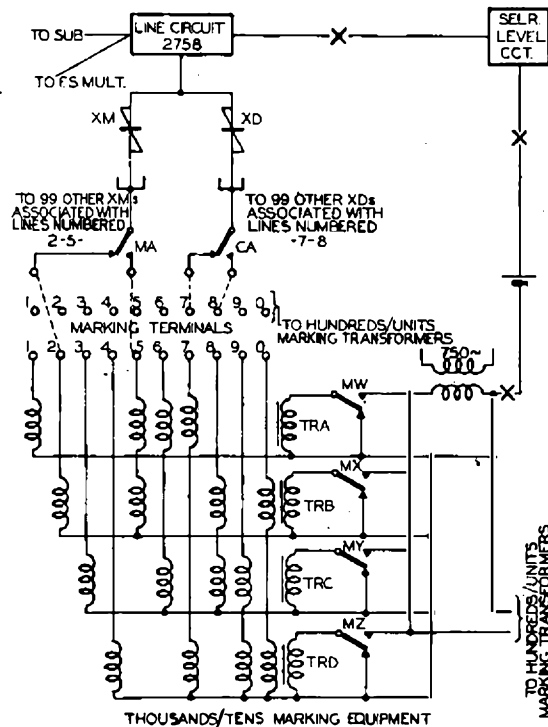 TO SUB
LINE CIRCUIT
2758
SELR.
LEVEL
CCT.
TO F.S MULT.
XM
XD
TO 99 OTHER XMs
ASSOCIATED WITH
LINES NUMBERED
2-5-
TO 99 OTHER XDs
ASSOCIATED WITH
LINES NUMBERED
-7-8
MA
CA
1 2 3 4 5 6 7 8 9 0
MARKING TERMINALS
TO HUNDREDS/UNITS
MARKING TRANSFORMERS
1 2 3 4 5 6 7 8 9 0
750~
MW
TRA
MX
TRB
MY
TRC
MZ
TRD
TO HUNDREDS/UNITS
MARKING TRANSFORMERS
THOUSANDS/TENS MARKING EQUIPMENT